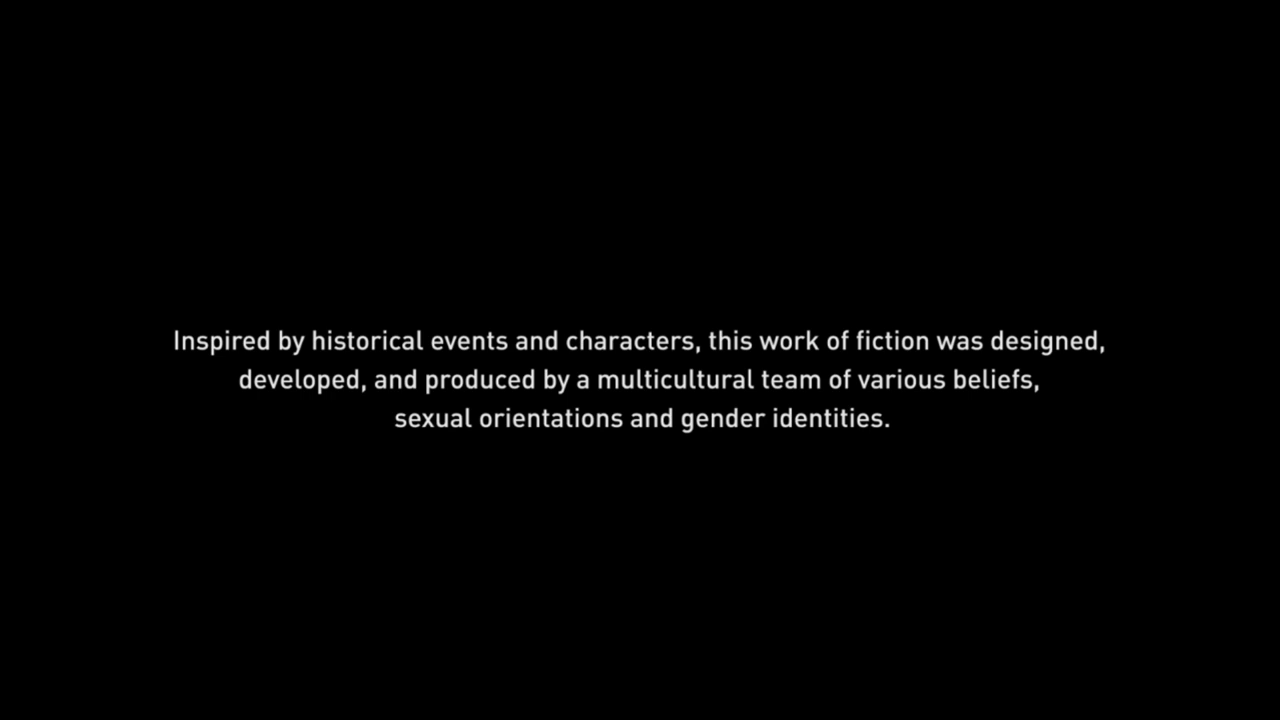 Inspired by historical events and characters, this work of fiction was designed,
developed, and produced by a multicultural team of various beliefs,
sexual orientations and gender identities.